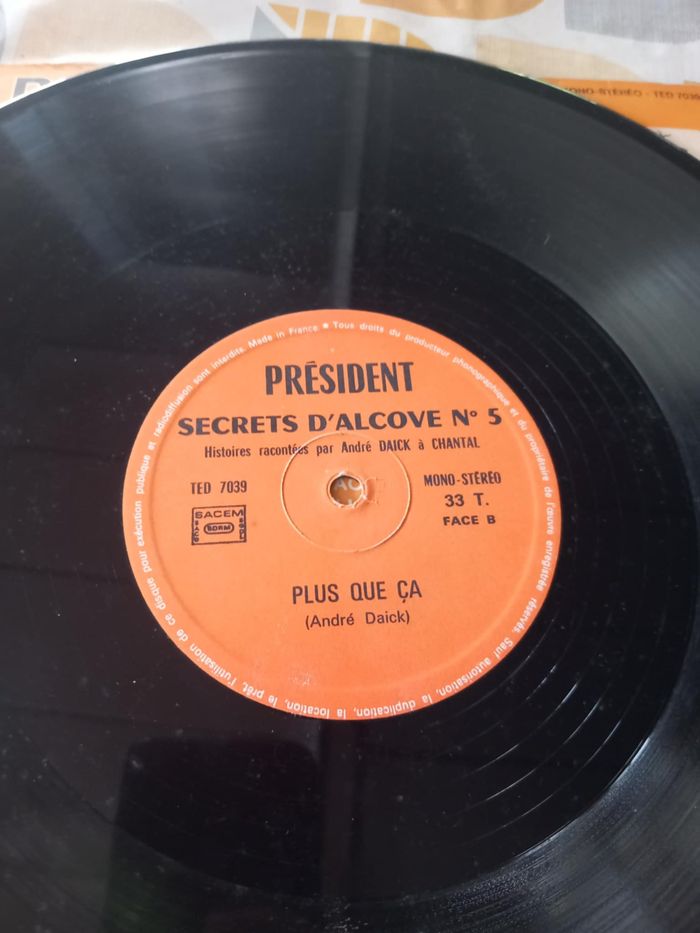 MONO-STÉRÉO - TED 7039
PRÉSIDENT
SECRETS D'ALCOVE N° 5
Histoires racontées par André DAICK à CHANTAL
TED 7039
MONO-STÉRÉO
33 T.
FACE B
SACEM
BDRM
PLUS QUE ÇA
(André Daick)
Made in France ★ Tous droits du producteur phonographique et du propriétaire de l'œuvre enregistrée réservés. Sauf autorisation, la duplication, la location, le prêt, l'utilisation de ce disque pour exécution publique et radiodiffusion sont interdits.